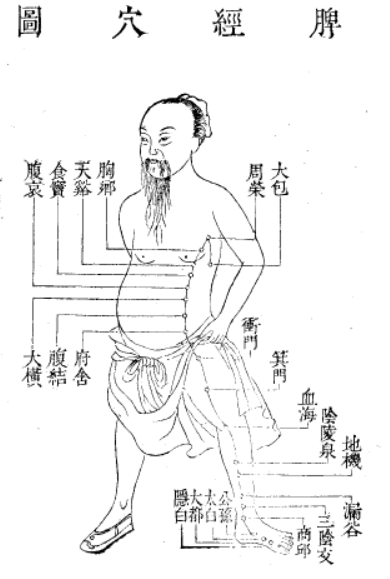 脾經穴圖
大包
周榮
胸鄉
天谿
食竇
腹哀
大橫
腹結
府舍
衝門
箕門
血海
陰陵泉
地機
漏谷
三陰交
商邱
公孫
太白
大都
隱白